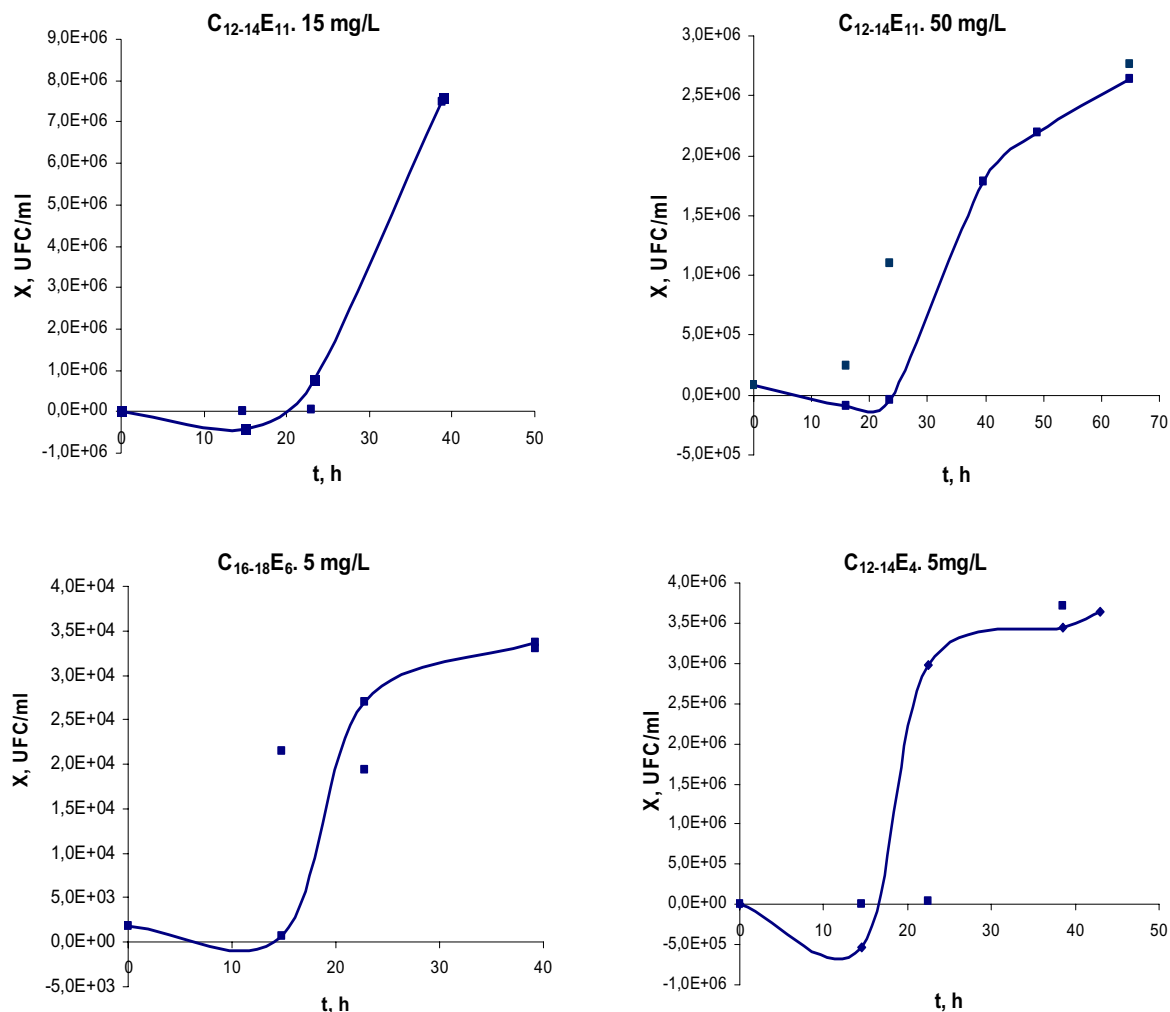 C₁₂₋₁₄E₁₁. 15 mg/L
9,0E+06
8,0E+06
7,0E+06
6,0E+06
5,0E+06
4,0E+06
3,0E+06
2,0E+06
1,0E+06
0,0E+00
-1,0E+06
X, UFC/ml
0 10 20 30 40 50
t, h
C₁₂₋₁₄E₁₁. 50 mg/L
3,0E+06
2,5E+06
2,0E+06
1,5E+06
1,0E+06
5,0E+05
0,0E+00
-5,0E+05
X, UFC/ml
0 10 20 30 40 50 60 70
t, h
C₁₆₋₁₈E₆. 5 mg/L
4,0E+04
3,5E+04
3,0E+04
2,5E+04
2,0E+04
1,5E+04
1,0E+04
5,0E+03
0,0E+00
-5,0E+03
X, UFC/ml
0 10 20 30 40
t, h
C₁₂₋₁₄E₄. 5mg/L
4,0E+06
3,5E+06
3,0E+06
2,5E+06
2,0E+06
1,5E+06
1,0E+06
5,0E+05
0,0E+00
-5,0E+05
-1,0E+06
X, UFC/ml
0 10 20 30 40 50
t, h